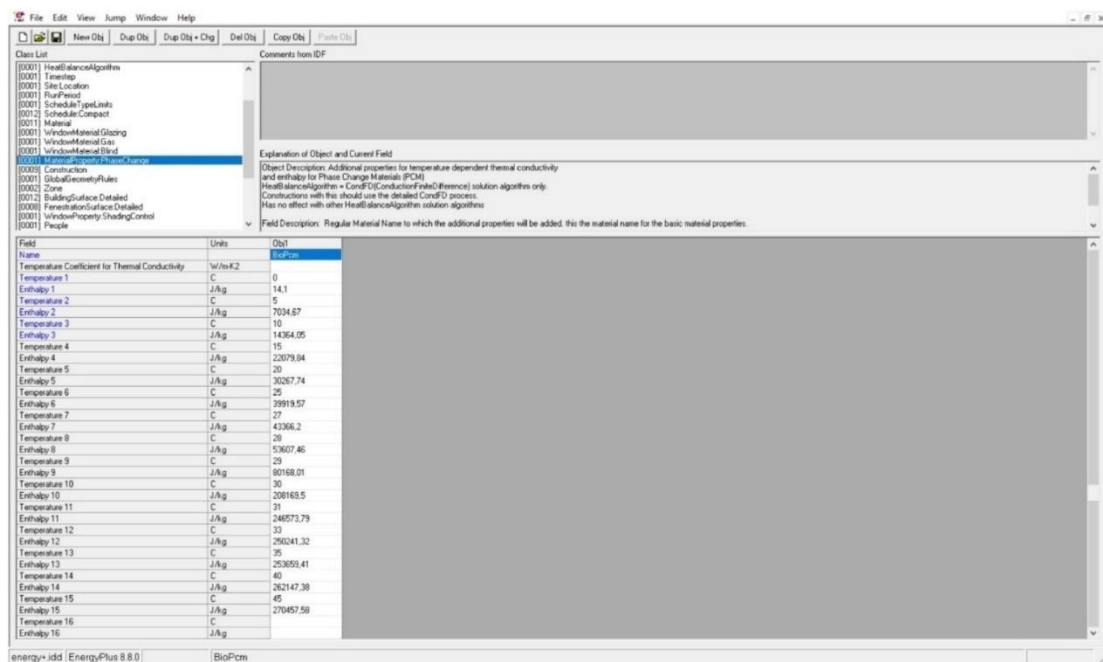 File Edit View Jump Window Help
New Obj Dup Obj Dup Obj + Chg Del Obj Copy Obj Paste Obj
Class List
Comments from IDF
[0001] HeatBalanceAlgorithm
[0001] Timestep
[0001] Site:Location
[0001] RunPeriod
[0001] ScheduleTypeLimits
[0012] Schedule:Compact
[0011] Material
[0001] WindowMaterial:Glazing
[0001] WindowMaterial:Gas
[0001] WindowMaterial:Blind
[0001] MaterialProperty:PhaseChange
[0009] Construction
[0001] GlobalGeometryRules
[0002] Zone
[0012] BuildingSurface:Detailed
[0008] FenestrationSurface:Detailed
[0001] WindowProperty:ShadingControl
[0001] People
Explanation of Object and Current Field
Object Description: Additional properties for temperature dependent thermal conductivity
and enthalpy for Phase Change Materials (PCM)
HeatBalanceAlgorithm = CondFD(ConductionFiniteDifference) solution algorithm only.
Constructions with this should use the detailed CondFD process.
Has no effect with other HeatBalanceAlgorithm solution algorithms
Field Description: Regular Material Name to which the additional properties will be added. this the material name for the basic material properties.
Field Units Obj1
Name BioPcm
Temperature Coefficient for Thermal Conductivity W/m-K2
Temperature 1 C 0
Enthalpy 1 J/kg 14,1
Temperature 2 C 5
Enthalpy 2 J/kg 7034,67
Temperature 3 C 10
Enthalpy 3 J/kg 14364,05
Temperature 4 C 15
Enthalpy 4 J/kg 22079,84
Temperature 5 C 20
Enthalpy 5 J/kg 30267,74
Temperature 6 C 25
Enthalpy 6 J/kg 39919,57
Temperature 7 C 27
Enthalpy 7 J/kg 43366,2
Temperature 8 C 28
Enthalpy 8 J/kg 53607,46
Temperature 9 C 29
Enthalpy 9 J/kg 80168,01
Temperature 10 C 30
Enthalpy 10 J/kg 208169,5
Temperature 11 C 31
Enthalpy 11 J/kg 246573,79
Temperature 12 C 33
Enthalpy 12 J/kg 250241,32
Temperature 13 C 35
Enthalpy 13 J/kg 253659,41
Temperature 14 C 40
Enthalpy 14 J/kg 262147,38
Temperature 15 C 45
Enthalpy 15 J/kg 270457,58
Temperature 16 C
Enthalpy 16 J/kg
energy+.idd EnergyPlus 8.8.0 BioPcm